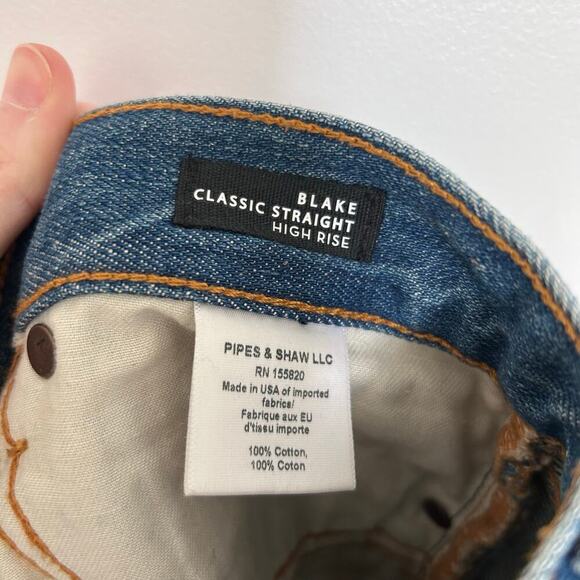 BLAKE
CLASSIC STRAIGHT
HIGH RISE
PIPES & SHAW LLC
RN 155820
Made in USA of imported
fabrics/
Fabrique aux EU
d'tissu importe
100% Cotton,
100% Coton